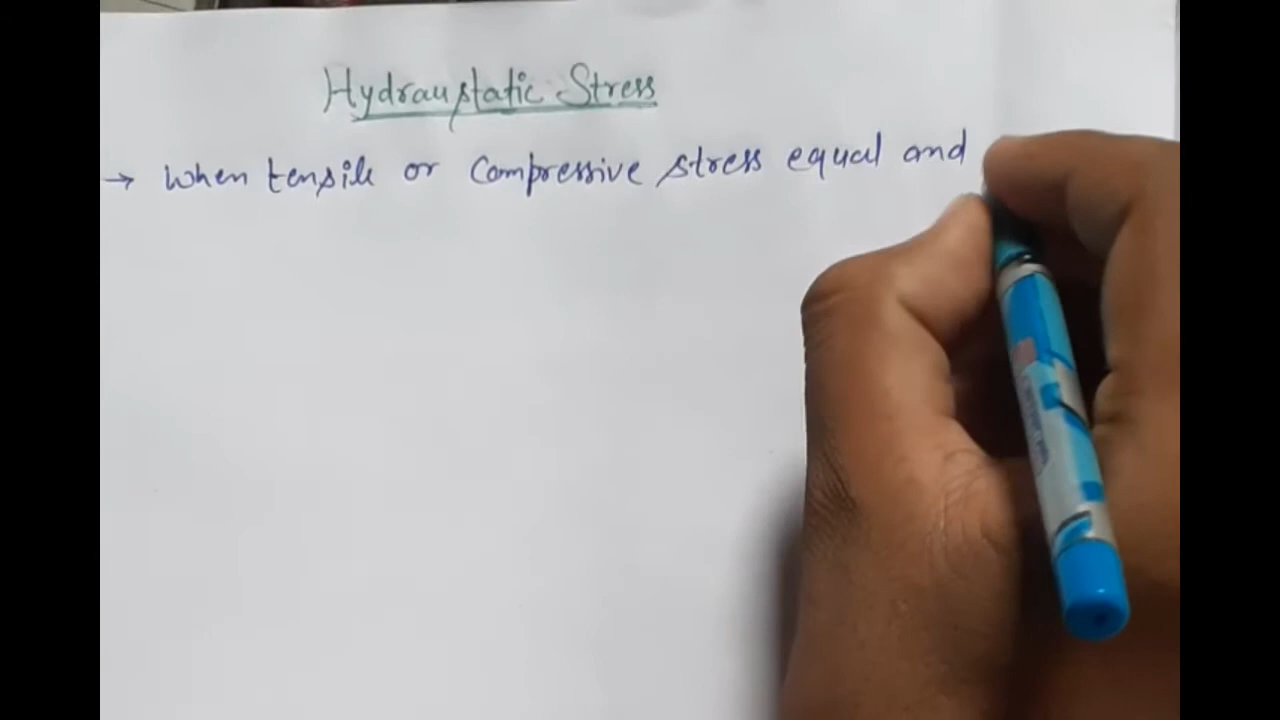 Hydraustatic Stress
→ When tensile or compressive stress equal and